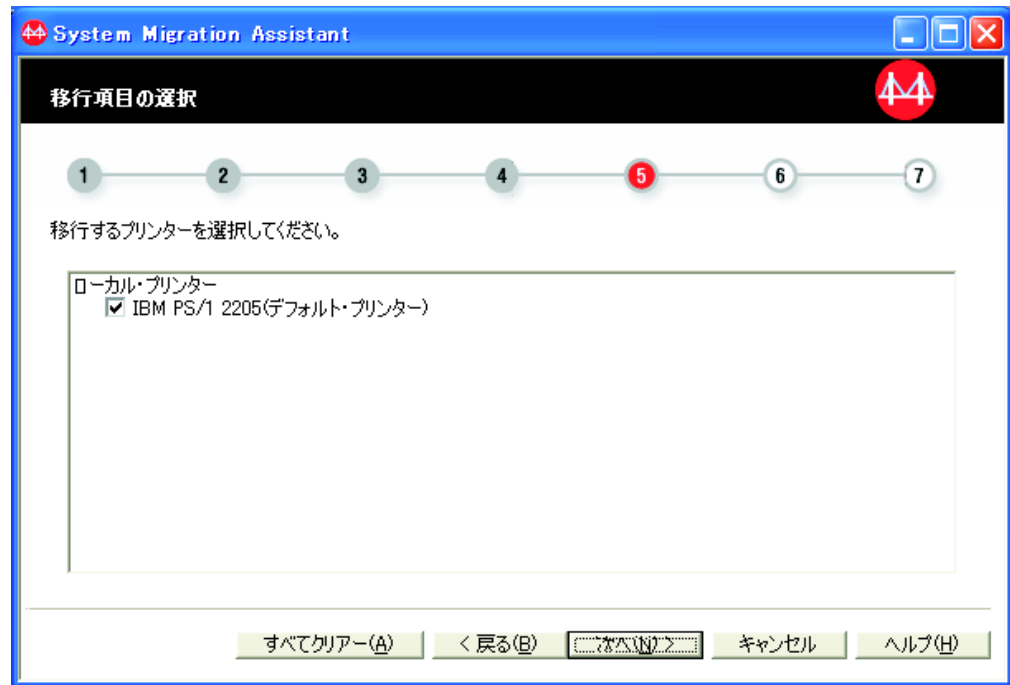 System Migration Assistant
移行項目の選択
1 2 3 4 5 6 7
移行するプリンターを選択してください。
ローカル・プリンター
IBM PS/1 2205(デフォルト・プリンター)
すべてクリアー(A) < 戻る(B) 次へ(N) > キャンセル ヘルプ(H)